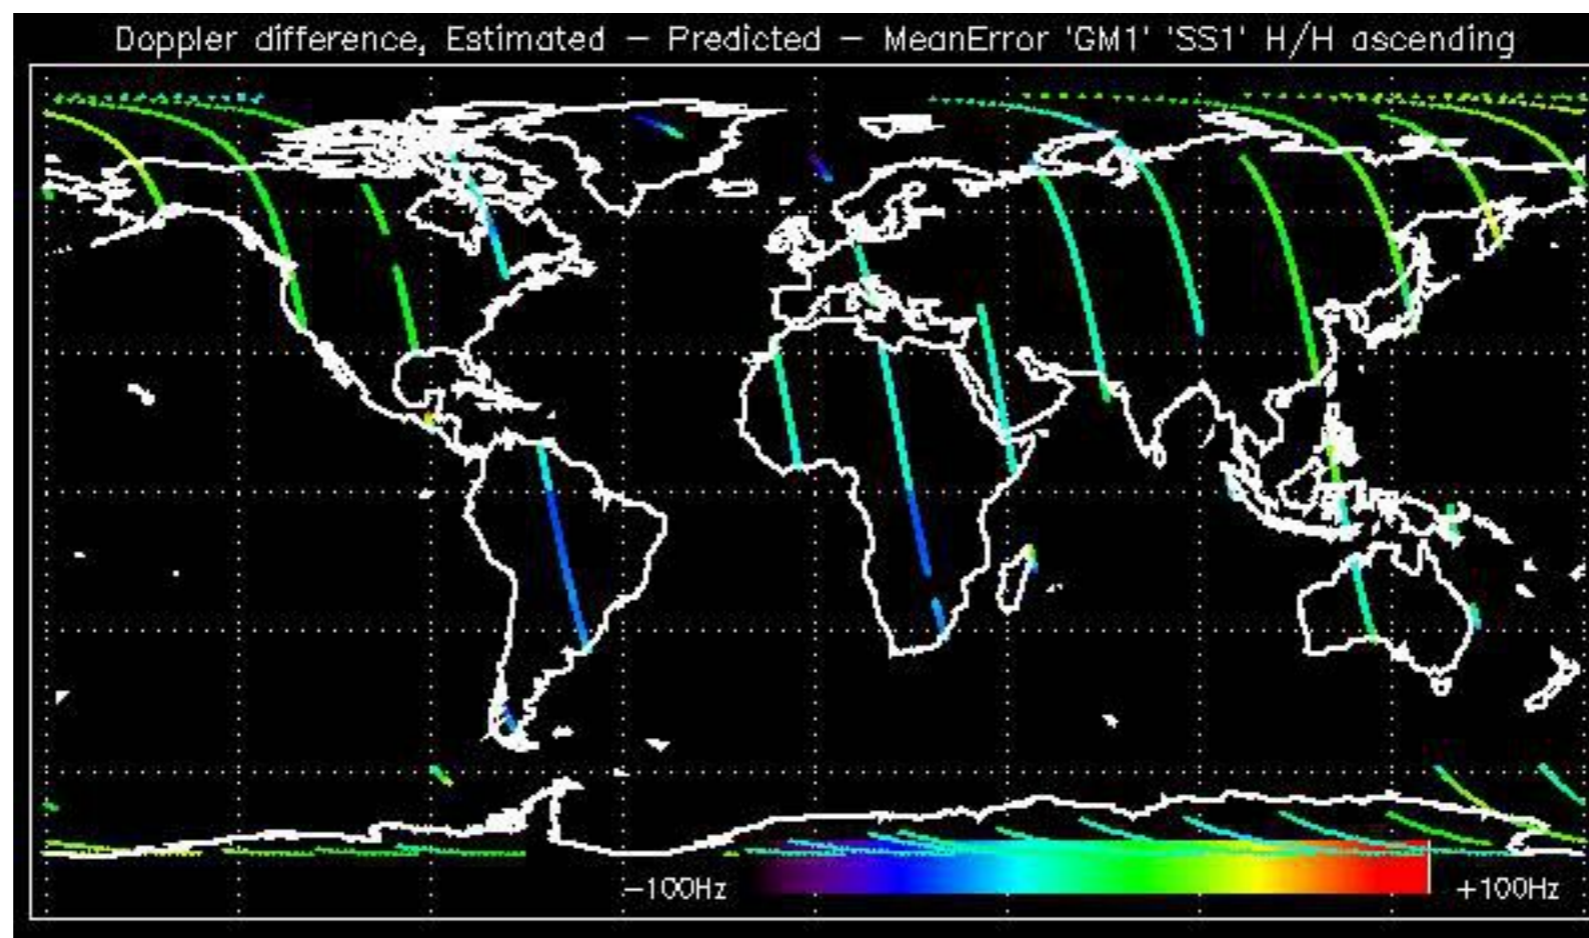 Doppler difference, Estimated − Predicted − MeanError 'GM1' 'SS1' H/H ascending
−100Hz
+100Hz